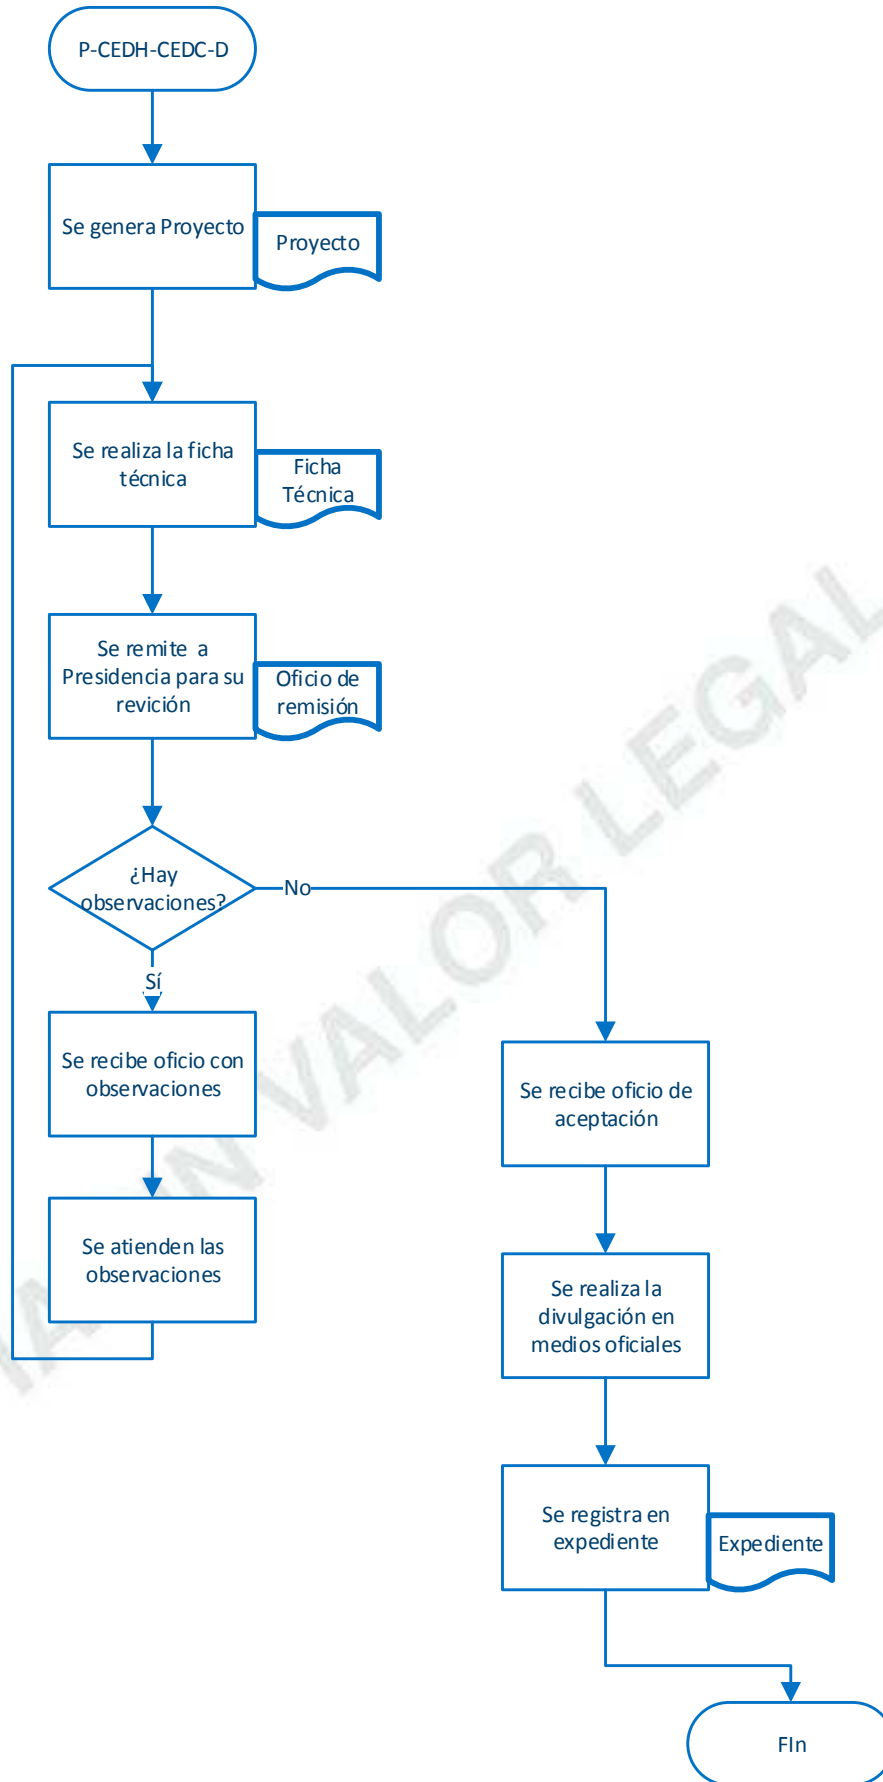 P-CEDH-CEDC-D
Se genera Proyecto
Proyecto
Se realiza la ficha
técnica
Ficha
Técnica
Se remite a
Presidencia para su
revición
Oficio de
remisión
¿Hay
observaciones?
No
Sí
Se recibe oficio con
observaciones
Se recibe oficio de
aceptación
Se atienden las
observaciones
Se realiza la
divulgación en
medios oficiales
Se registra en
expediente
Expediente
FIn
VALOR LEGAL